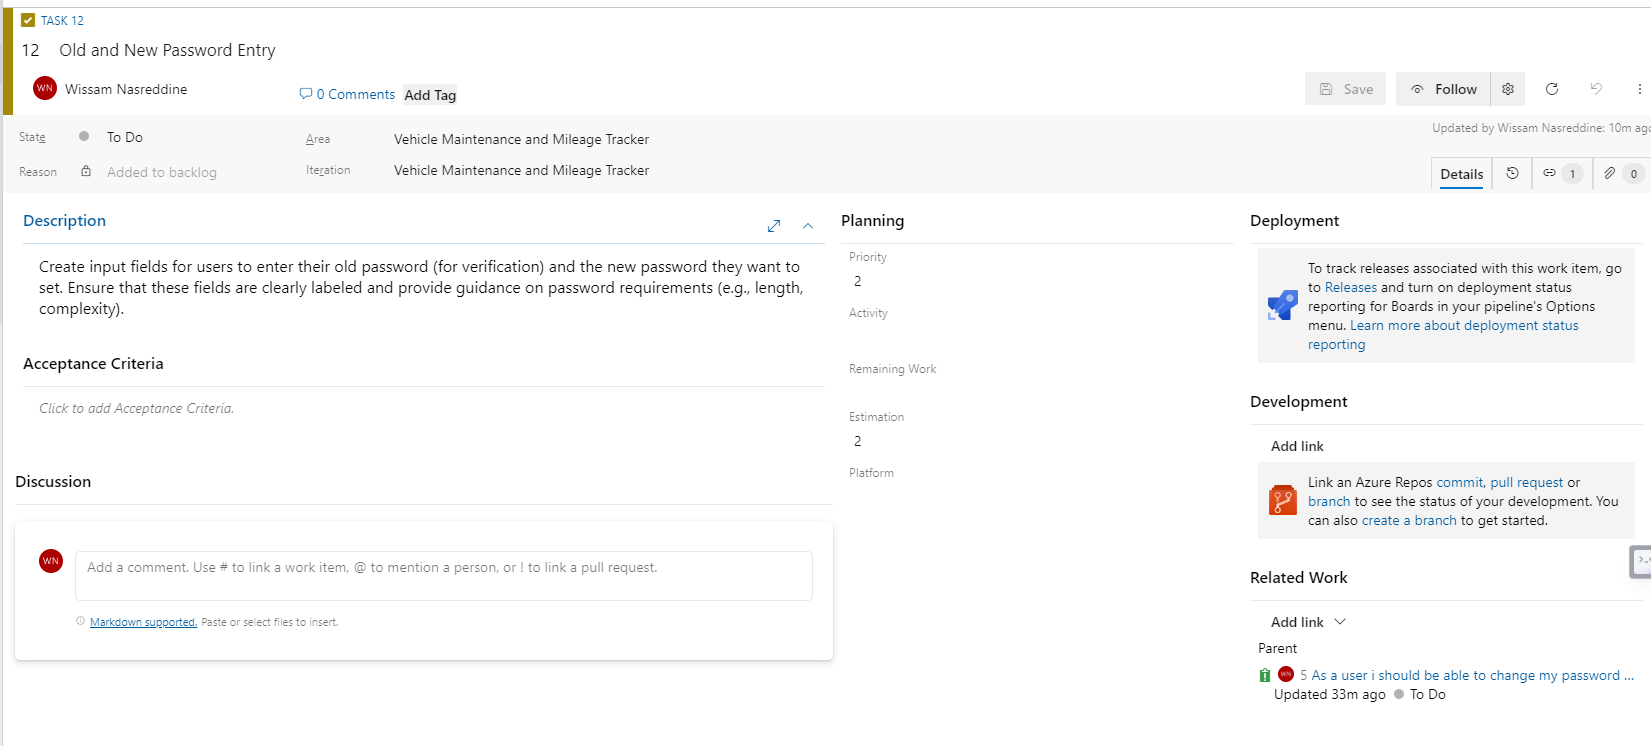 TASK 12
12 Old and New Password Entry
WN Wissam Nasreddine
0 Comments Add Tag
Save Follow
State To Do
Area Vehicle Maintenance and Mileage Tracker
Updated by Wissam Nasreddine: 10m ago
Reason Added to backlog
Iteration Vehicle Maintenance and Mileage Tracker
Details 1 0
Description
Create input fields for users to enter their old password (for verification) and the new password they want to
set. Ensure that these fields are clearly labeled and provide guidance on password requirements (e.g., length,
complexity).
Acceptance Criteria
Click to add Acceptance Criteria.
Discussion
WN
Add a comment. Use # to link a work item, @ to mention a person, or ! to link a pull request.
Markdown supported. Paste or select files to insert.
Planning
Priority
2
Activity
Remaining Work
Estimation
2
Platform
Deployment
To track releases associated with this work item, go
to Releases and turn on deployment status
reporting for Boards in your pipeline's Options
menu. Learn more about deployment status
reporting
Development
Add link
Link an Azure Repos commit, pull request or
branch to see the status of your development. You
can also create a branch to get started.
Related Work
Add link
Parent
WN 5 As a user i should be able to change my password ...
Updated 33m ago To Do